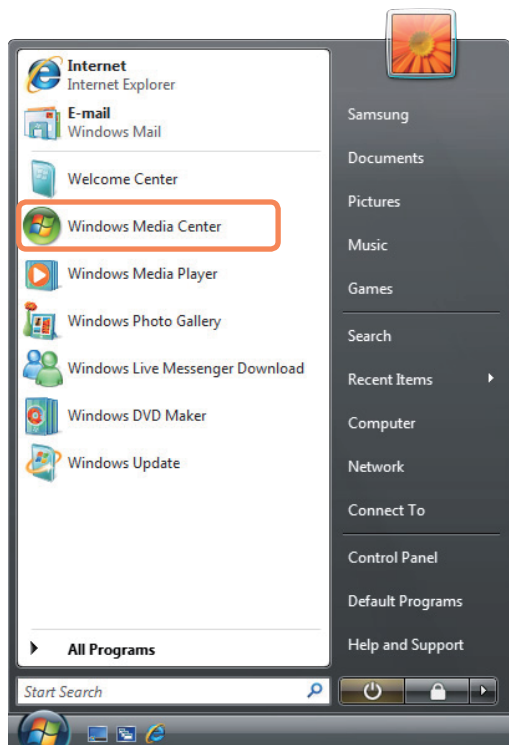 Internet
Internet Explorer
E-mail
Windows Mail
Welcome Center
Windows Media Center
Windows Media Player
Windows Photo Gallery
Windows Live Messenger Download
Windows DVD Maker
Windows Update
All Programs
Start Search
Samsung
Documents
Pictures
Music
Games
Search
Recent Items
Computer
Network
Connect To
Control Panel
Default Programs
Help and Support